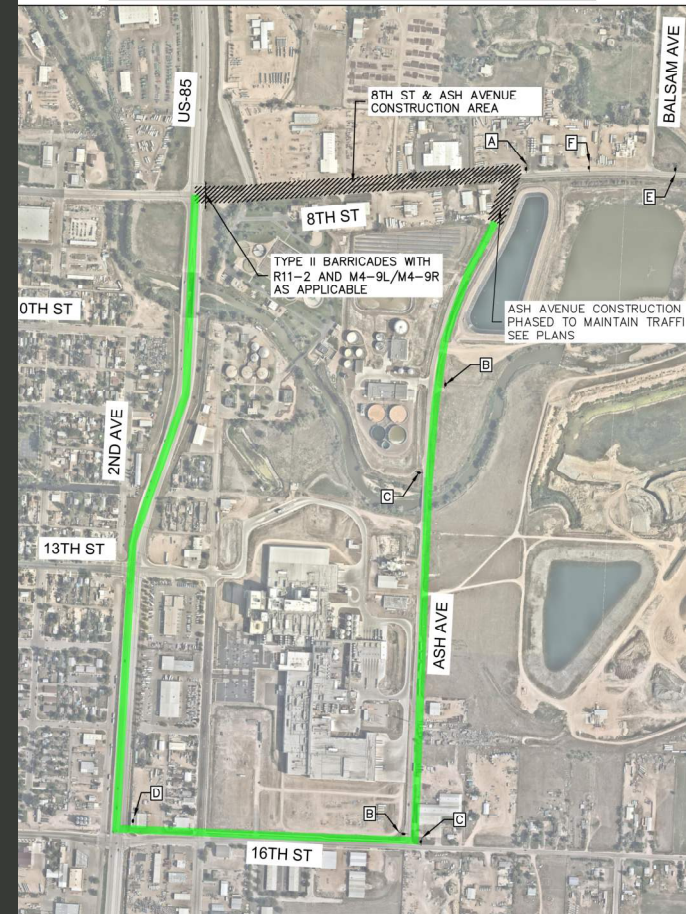 BALSAM AVE
US-85
8TH ST & ASH AVENUE
CONSTRUCTION AREA
A
F
E
8TH ST
TYPE II BARRICADES WITH
R11-2 AND M4-9L/M4-9R
AS APPLICABLE
0TH ST
ASH AVENUE CONSTRUCTION
PHASED TO MAINTAIN TRAFFI
SEE PLANS
B
2ND AVE
C
13TH ST
ASH AVE
D
B
C
16TH ST